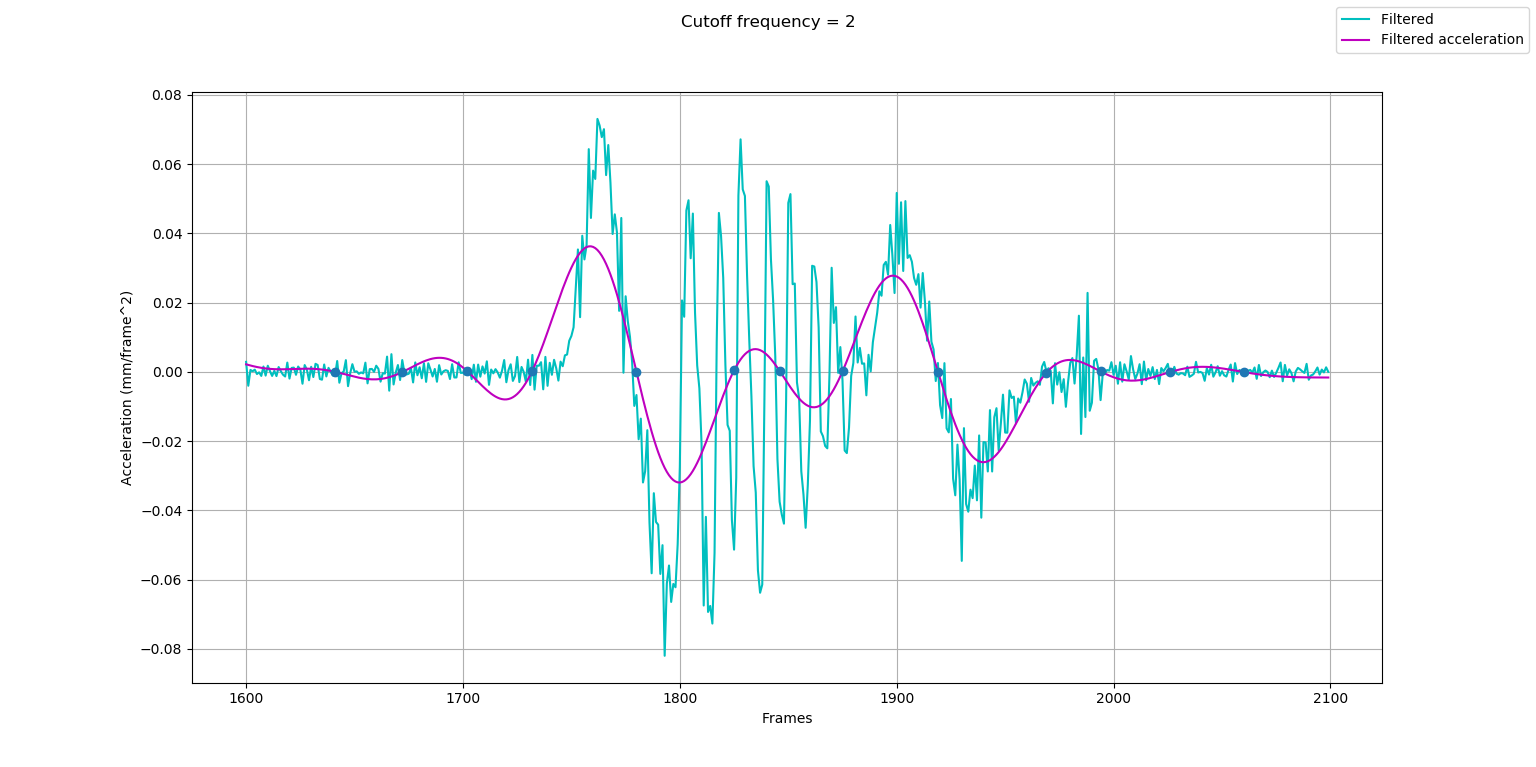 Cutoff frequency = 2
Filtered
Filtered acceleration
0.08
0.06
0.04
0.02
0.00
−0.02
−0.04
−0.06
−0.08
Acceleration (mm/frame^2)
1600 1700 1800 1900 2000 2100
Frames